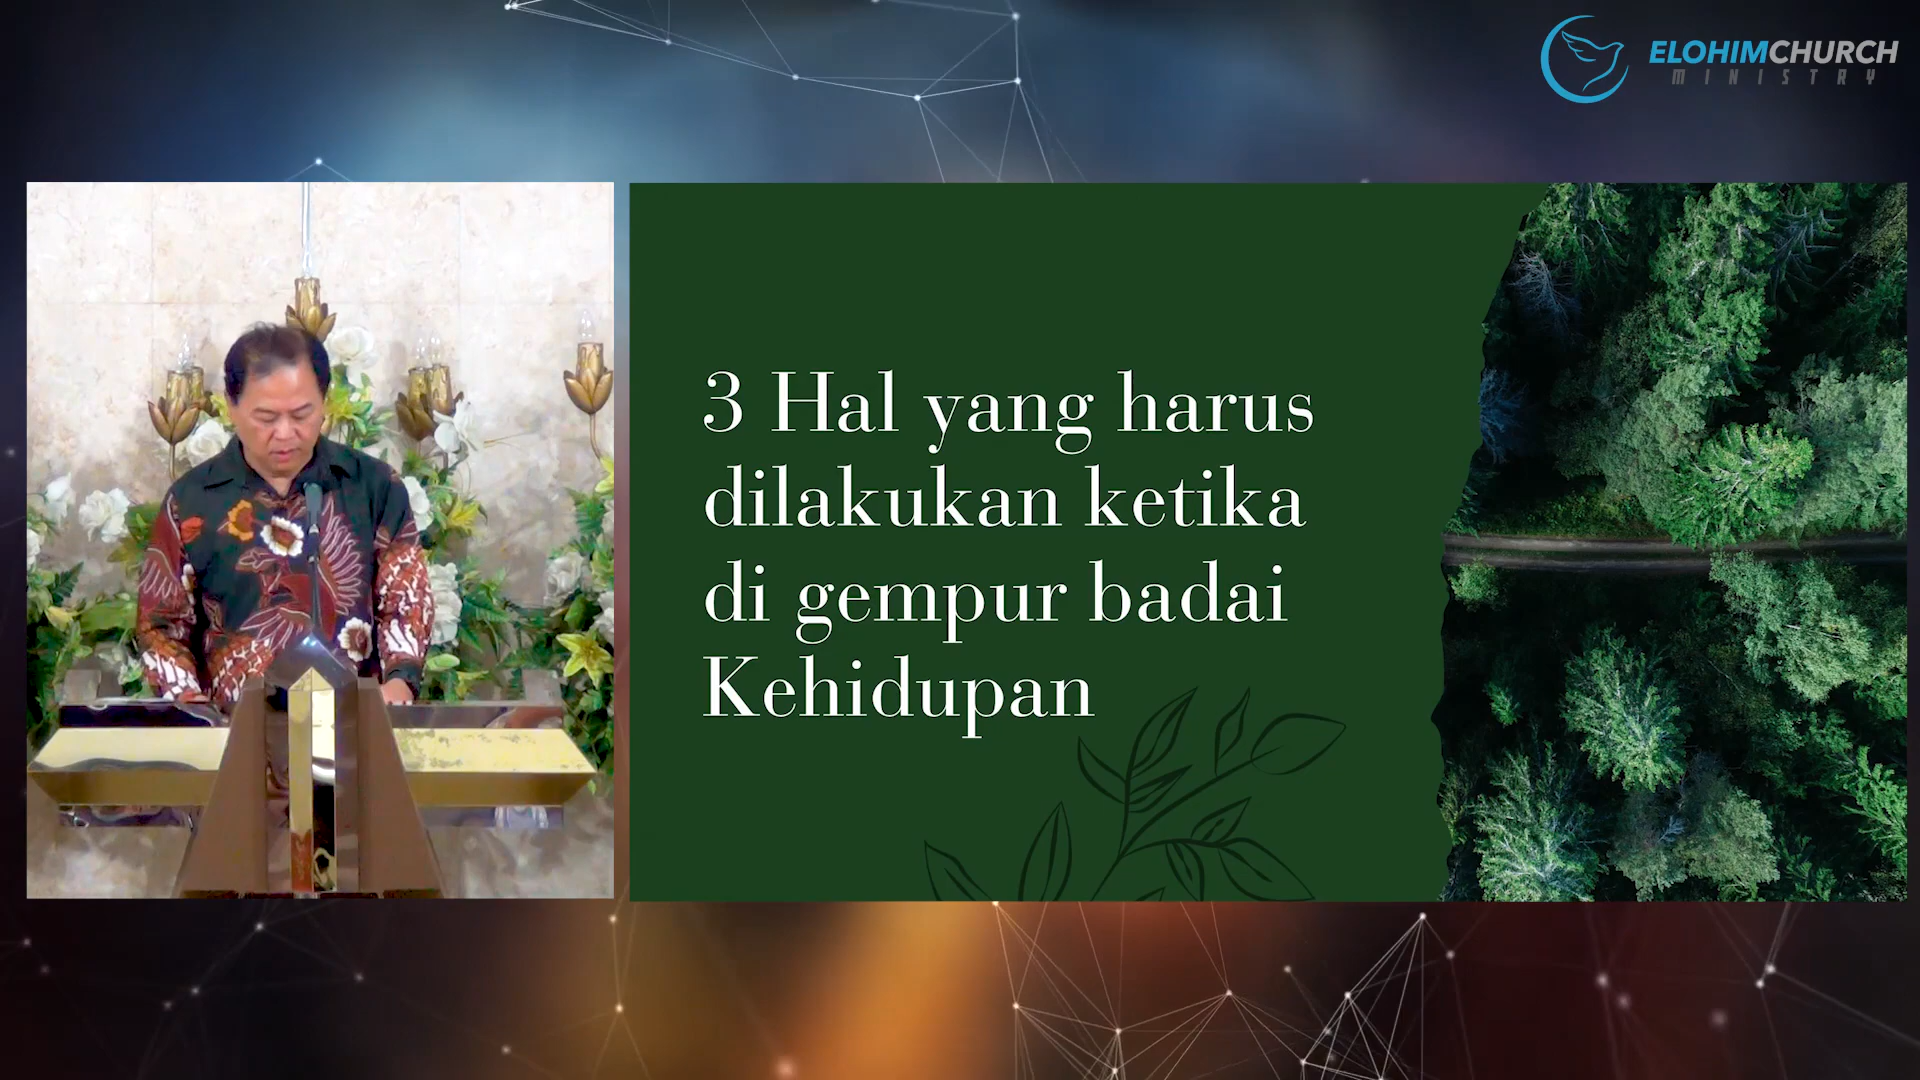 ELOHIMCHURCH
MINISTRY
3 Hal yang harus
dilakukan ketika
di gempur badai
Kehidupan